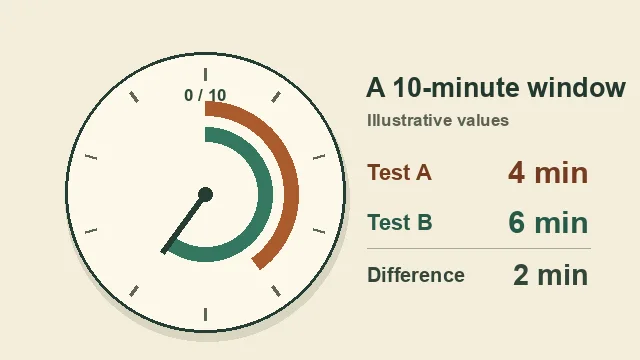 0 / 10
A 10-minute window
Illustrative values
Test A 4 min
Test B 6 min
Difference 2 min